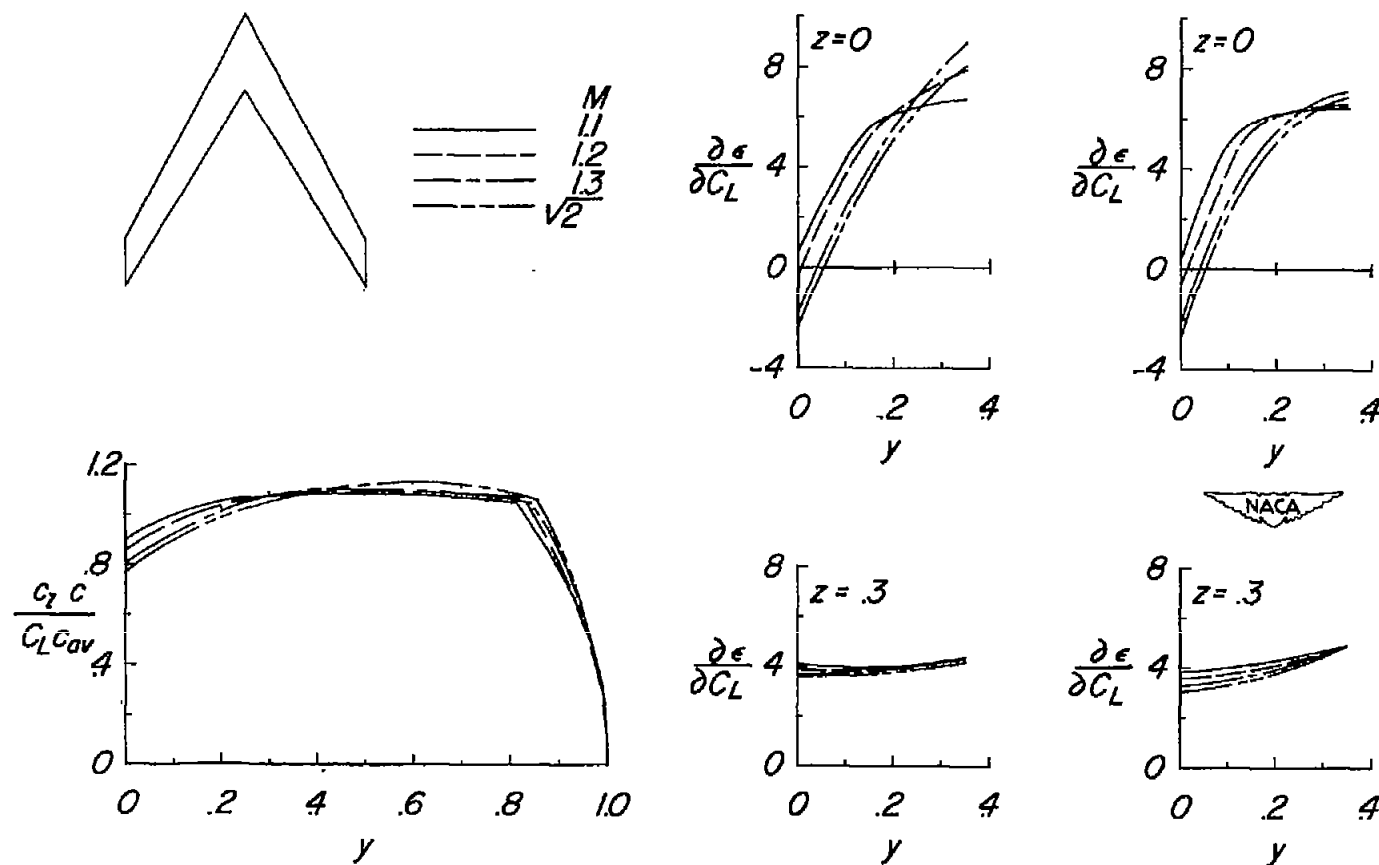 M
1.1
1.2
1.3
√2
z=0
8
∂ε
∂C_L
4
0
-4
0 .2 .4
y
z=0
8
∂ε
∂C_L
4
0
-4
0 .2 .4
y
1.2
.8
c_l c
C_L c_av
.4
0
0 .2 .4 .6 .8 1.0
y
NACA
8
z = .3
∂ε
∂C_L
4
0
0 .2 .4
y
8
z = .3
∂ε
∂C_L
4
0
0 .2 .4
y